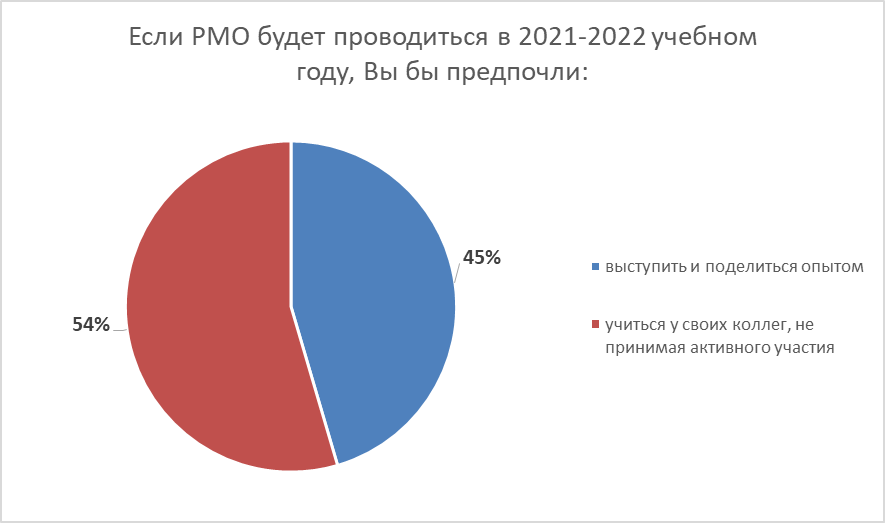 Если РМО будет проводиться в 2021-2022 учебном
году, Вы бы предпочли:
45%
54%
выступить и поделиться опытом
учиться у своих коллег, не
принимая активного участия